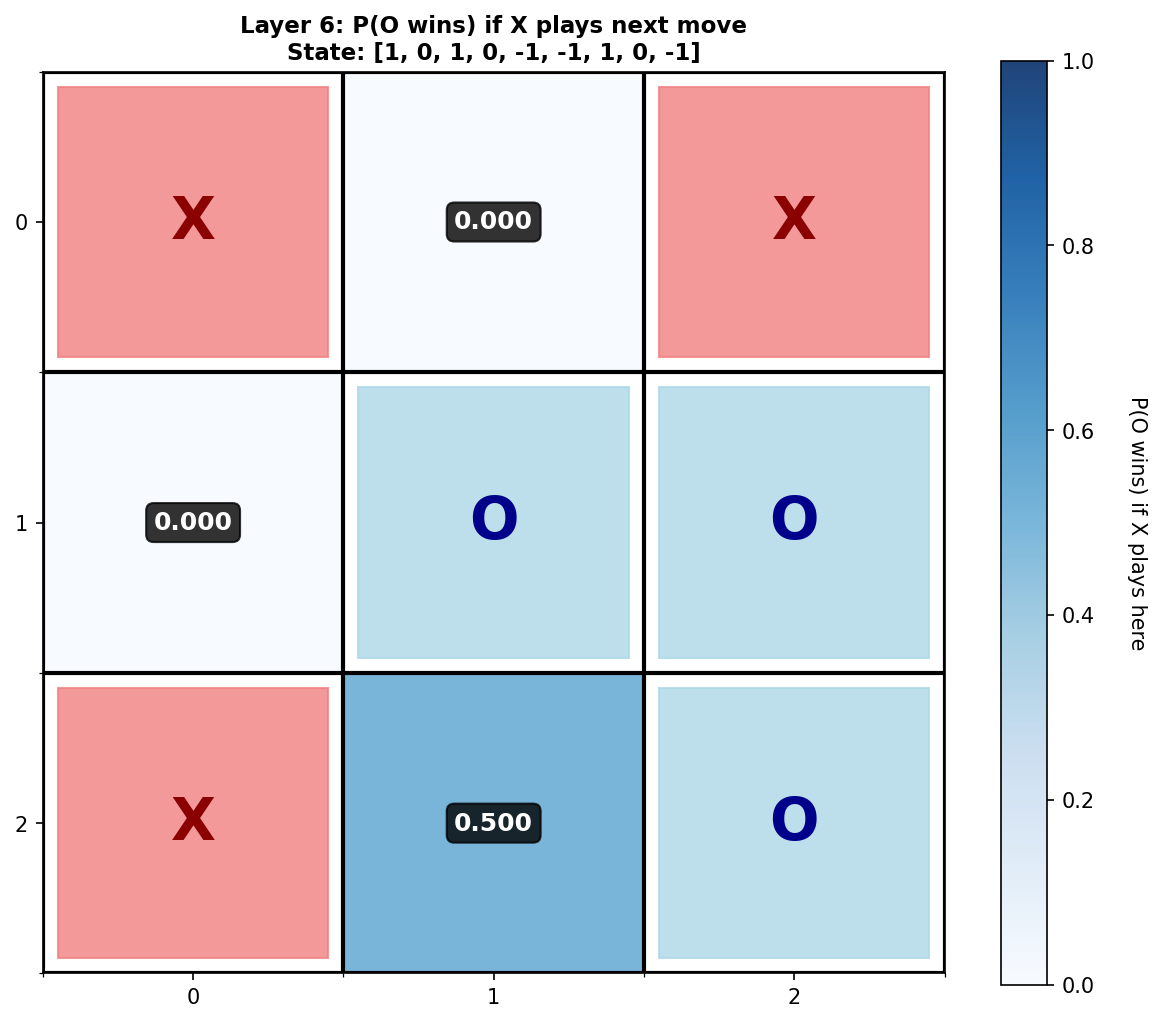 Layer 6: P(O wins) if X plays next move
State: [1, 0, 1, 0, -1, -1, 1, 0, -1]
X
0.000
X
0.000
O
O
X
0.500
O
0
1
2
0
1
2
1.0
0.8
0.6
0.4
0.2
0.0
P(O wins) if X plays here